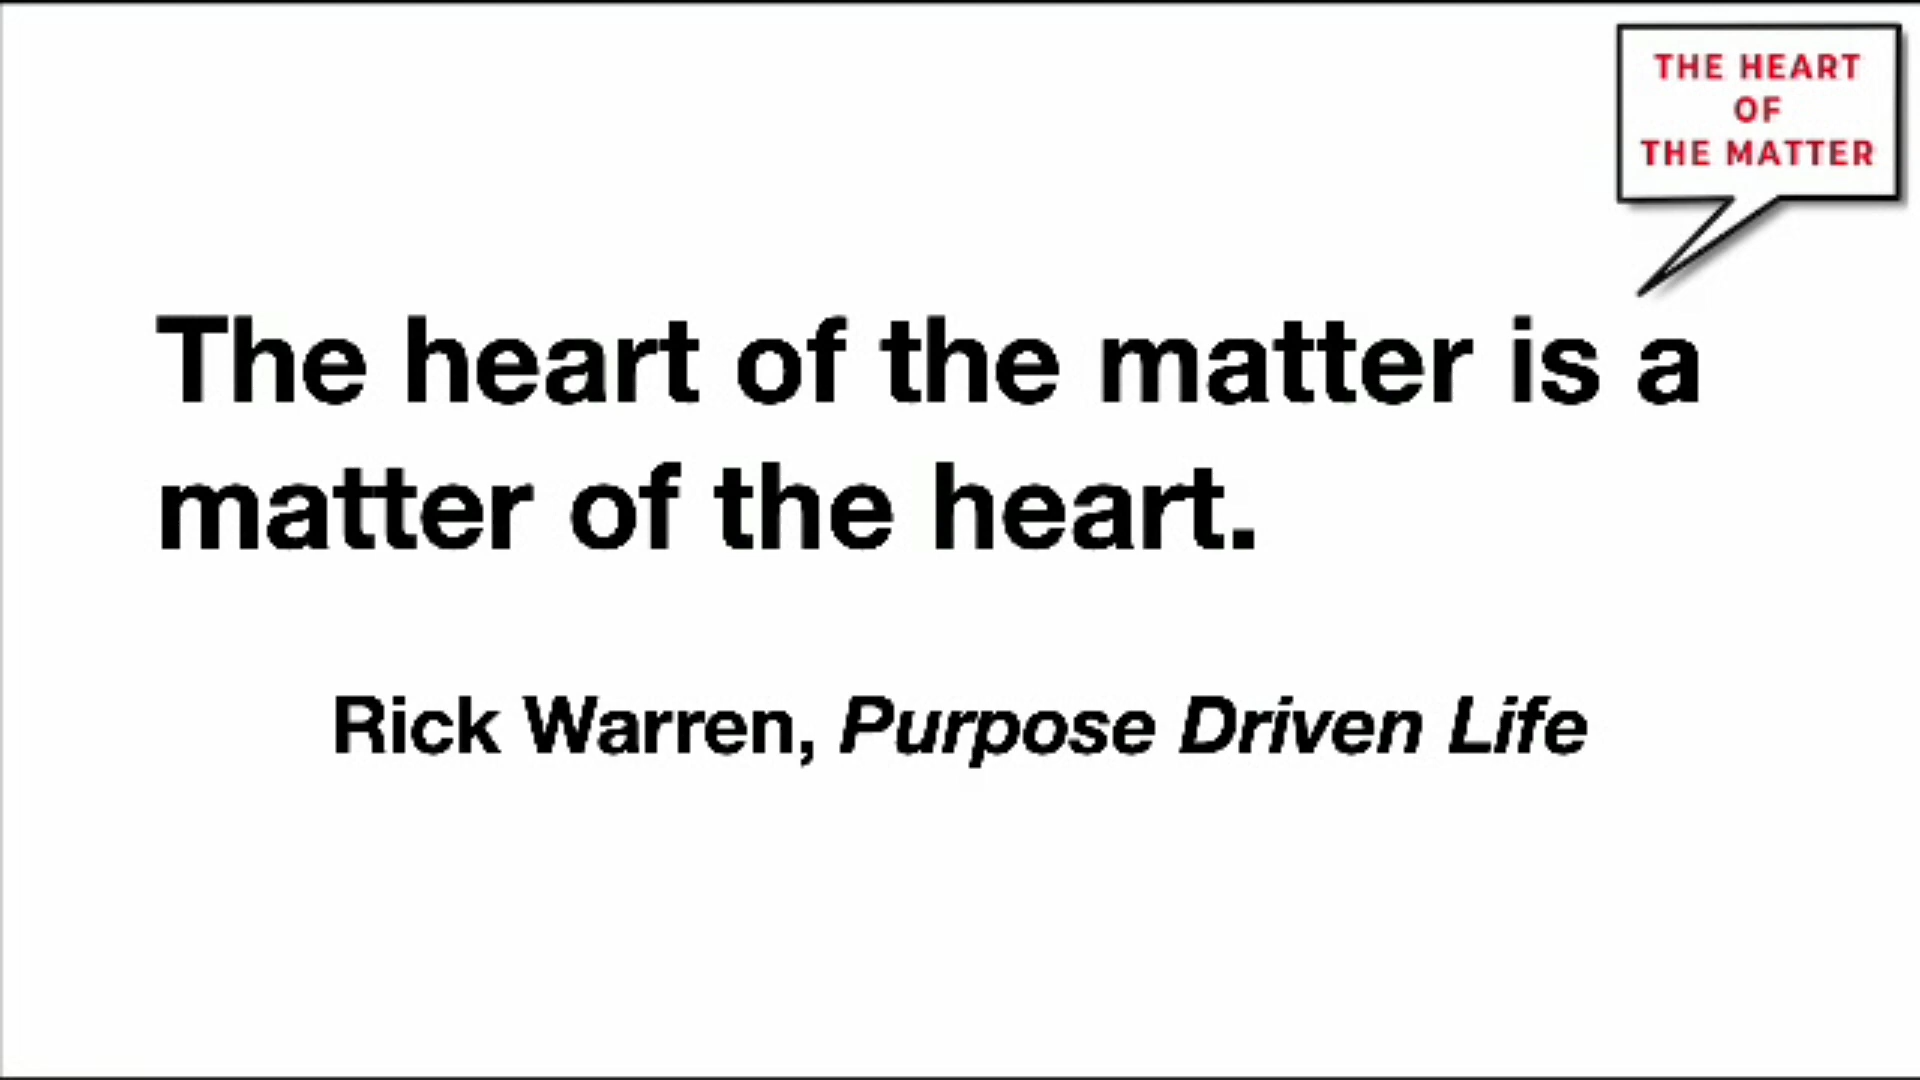 THE HEART
OF
THE MATTER
The heart of the matter is a
matter of the heart.
Rick Warren, Purpose Driven Life